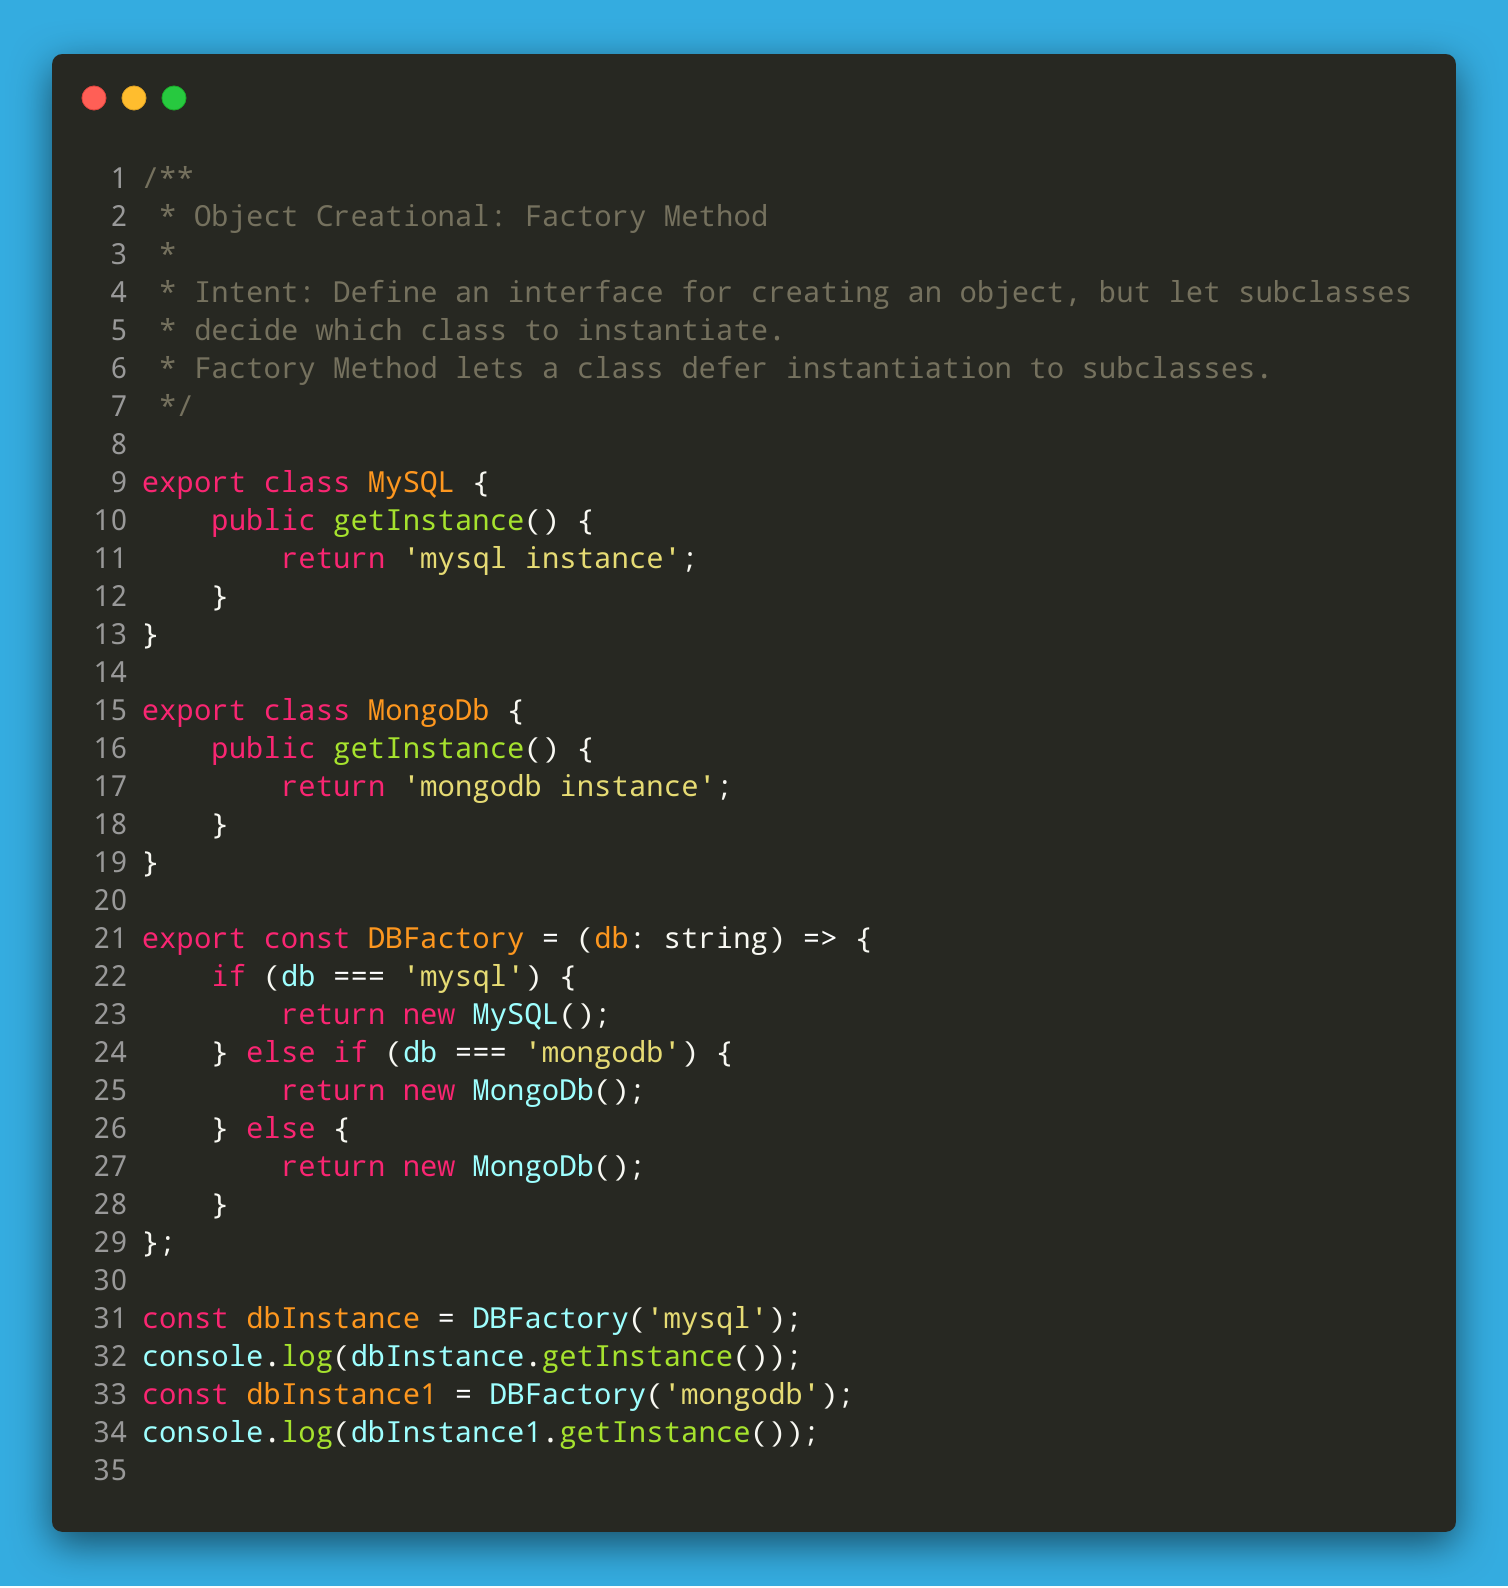 1 /**
2  * Object Creational: Factory Method
3  *
4  * Intent: Define an interface for creating an object, but let subclasses
5  * decide which class to instantiate.
6  * Factory Method lets a class defer instantiation to subclasses.
7  */
8
9 export class MySQL {
10     public getInstance() {
11         return 'mysql instance';
12     }
13 }
14
15 export class MongoDb {
16     public getInstance() {
17         return 'mongodb instance';
18     }
19 }
20
21 export const DBFactory = (db: string) => {
22     if (db === 'mysql') {
23         return new MySQL();
24     } else if (db === 'mongodb') {
25         return new MongoDb();
26     } else {
27         return new MongoDb();
28     }
29 };
30
31 const dbInstance = DBFactory('mysql');
32 console.log(dbInstance.getInstance());
33 const dbInstance1 = DBFactory('mongodb');
34 console.log(dbInstance1.getInstance());
35